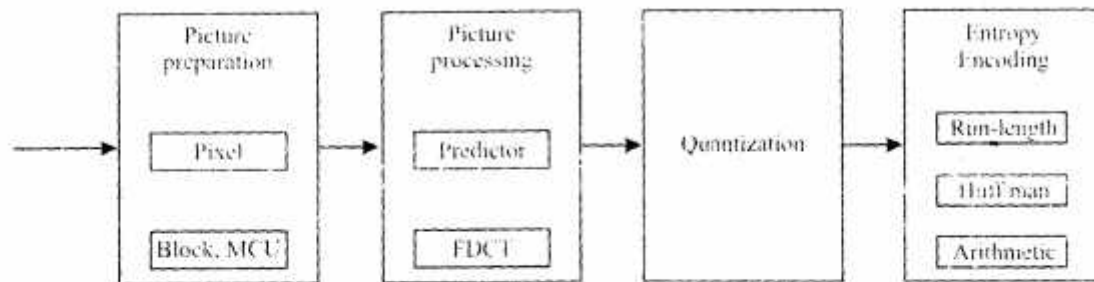 Picture
preparation
Pixel
Block, MCU
Picture
processing
Predictor
FDCT
Quantization
Entropy
Encoding
Run-length
Huffman
Arithmetic